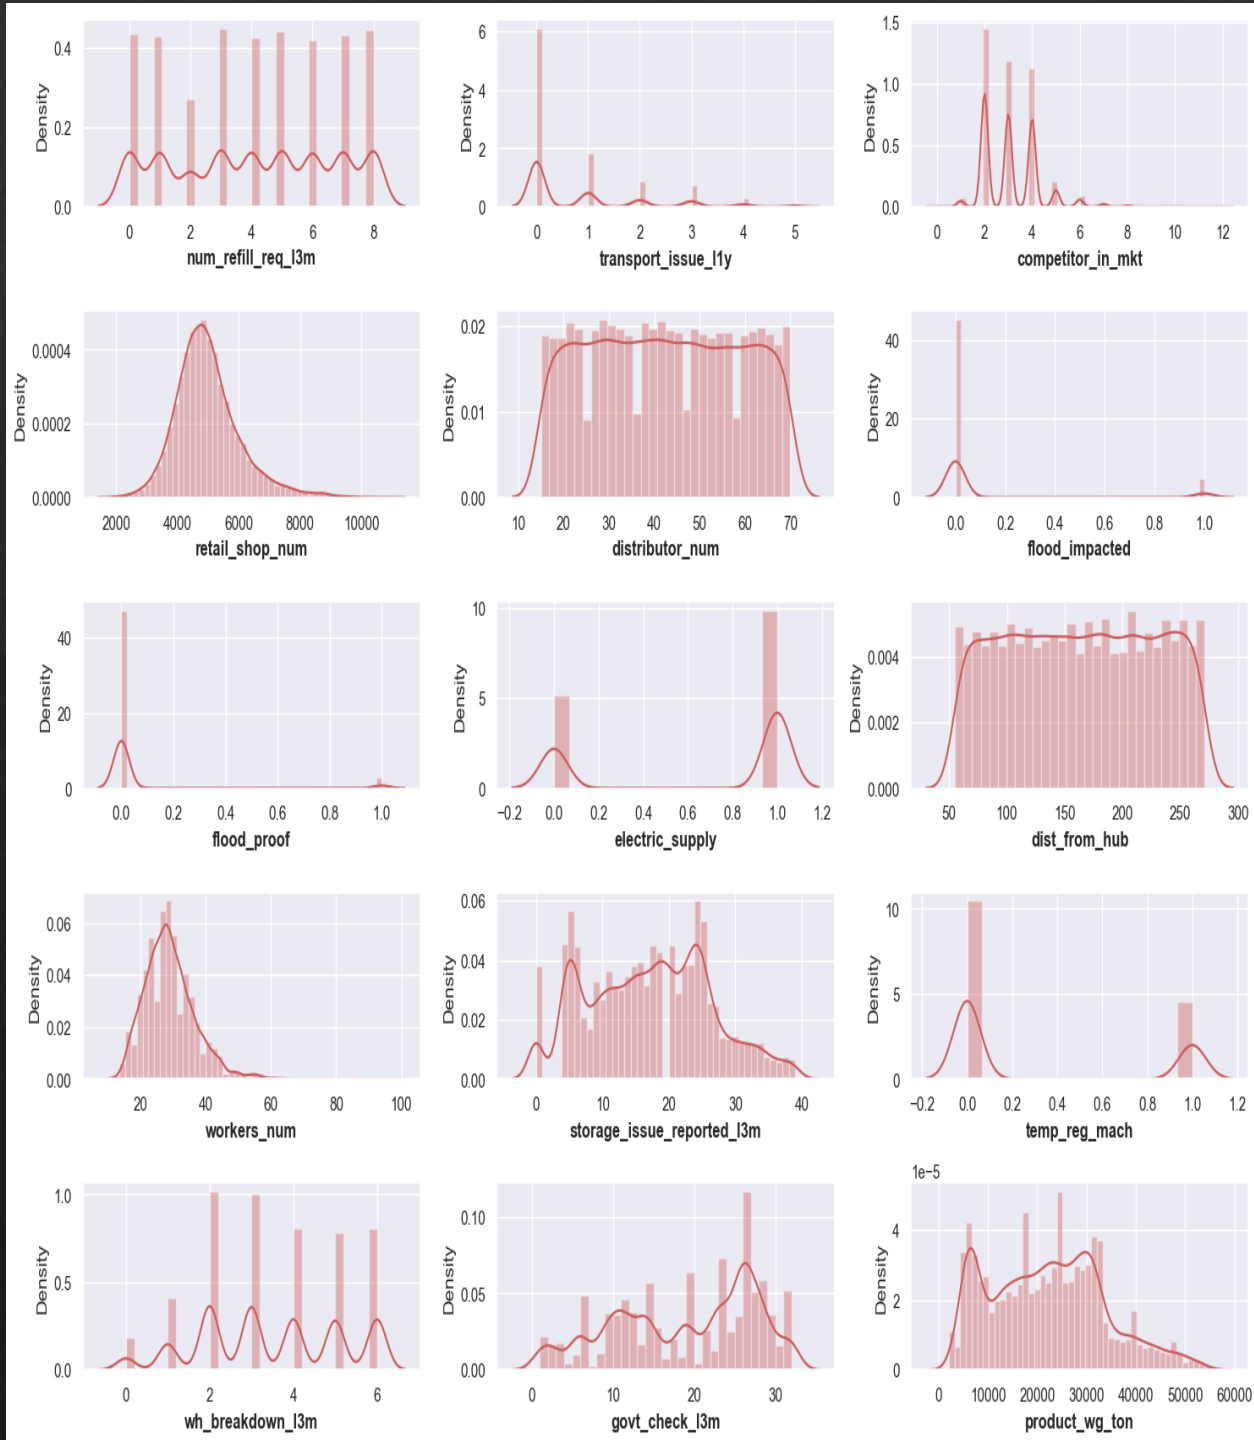 0.4
0.2
0.0
Density
0 2 4 6 8
num_refill_req_l3m
6
4
2
0
Density
0 1 2 3 4 5
transport_issue_l1y
1.5
1.0
0.5
0.0
Density
0 2 4 6 8 10 12
competitor_in_mkt
0.0004
0.0002
0.0000
Density
2000 4000 6000 8000 10000
retail_shop_num
0.02
0.01
0.00
Density
10 20 30 40 50 60 70
distributor_num
40
20
0
Density
0.0 0.2 0.4 0.6 0.8 1.0
flood_impacted
40
20
0
Density
0.0 0.2 0.4 0.6 0.8 1.0
flood_proof
10
5
0
Density
−0.2 0.0 0.2 0.4 0.6 0.8 1.0 1.2
electric_supply
0.004
0.002
0.000
Density
50 100 150 200 250 300
dist_from_hub
0.06
0.04
0.02
0.00
Density
20 40 60 80 100
workers_num
0.06
0.04
0.02
0.00
Density
0 10 20 30 40
storage_issue_reported_l3m
10
5
0
Density
−0.2 0.0 0.2 0.4 0.6 0.8 1.0 1.2
temp_reg_mach
1.0
0.5
0.0
Density
0 2 4 6
wh_breakdown_l3m
0.10
0.05
0.00
Density
0 10 20 30
govt_check_l3m
1e−5
4
2
0
Density
0 10000 20000 30000 40000 50000 60000
product_wg_ton